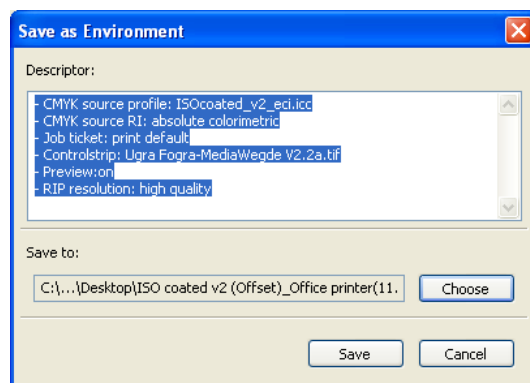 Save as Environment
Descriptor:
- CMYK source profile: ISOcoated_v2_eci.icc
- CMYK source RI: absolute colorimetric
- Job ticket: print default
- Controlstrip: Ugra Fogra-MediaWegde V2.2a.tif
- Preview:on
- RIP resolution: high quality
Save to:
C:\...\Desktop\ISO coated v2 (Offset)_Office printer(11.
Choose
Save
Cancel